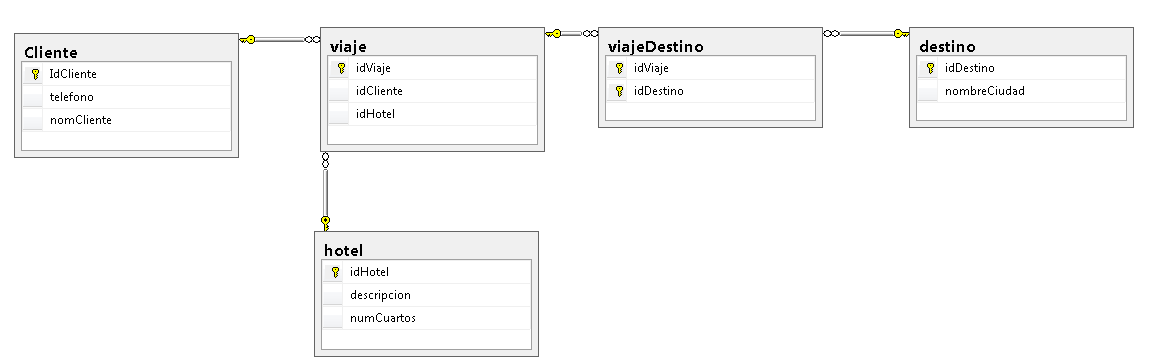 Cliente
IdCliente
telefono
nomCliente
viaje
idViaje
idCliente
idHotel
viajeDestino
idViaje
idDestino
destino
idDestino
nombreCiudad
hotel
idHotel
descripcion
numCuartos